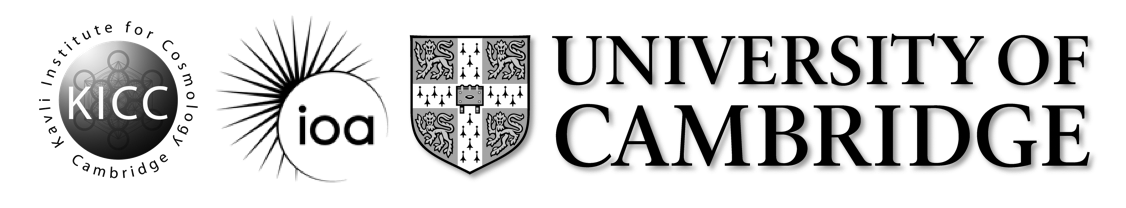 Kavli Institute for Cosmology
Cambridge
KICC
ioa
UNIVERSITY OF
CAMBRIDGE